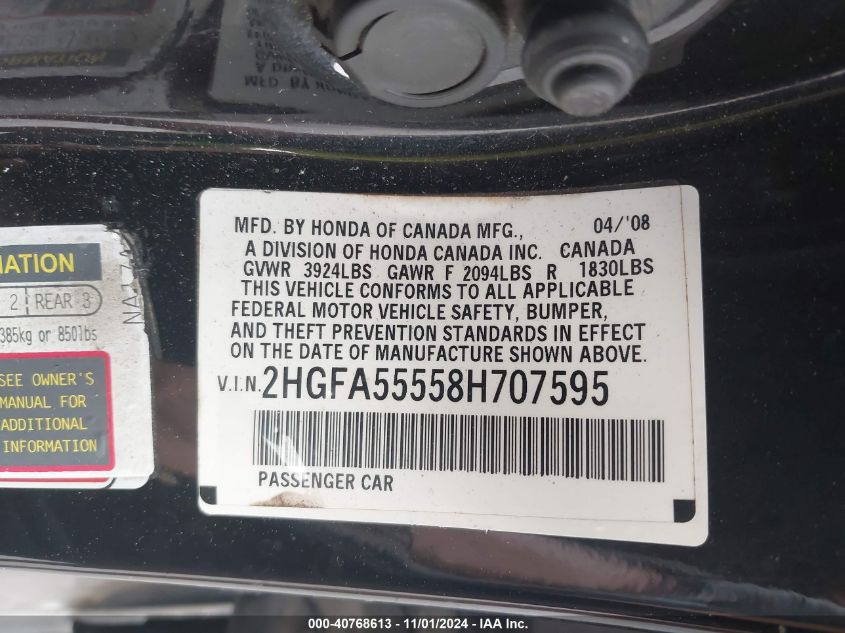 MFD. BY HONDA OF CANADA MFG., 04/'08
A DIVISION OF HONDA CANADA INC. CANADA
GVWR 3924LBS GAWR F 2094LBS R 1830LBS
THIS VEHICLE CONFORMS TO ALL APPLICABLE
FEDERAL MOTOR VEHICLE SAFETY, BUMPER,
AND THEFT PREVENTION STANDARDS IN EFFECT
ON THE DATE OF MANUFACTURE SHOWN ABOVE.
V.I.N. 2HGFA55558H707595
PASSENGER CAR
2 REAR 3
385kg or 850lbs
SEE OWNER'S
MANUAL FOR
ADDITIONAL
INFORMATION
000-40768613 - 11/01/2024 - IAA Inc.